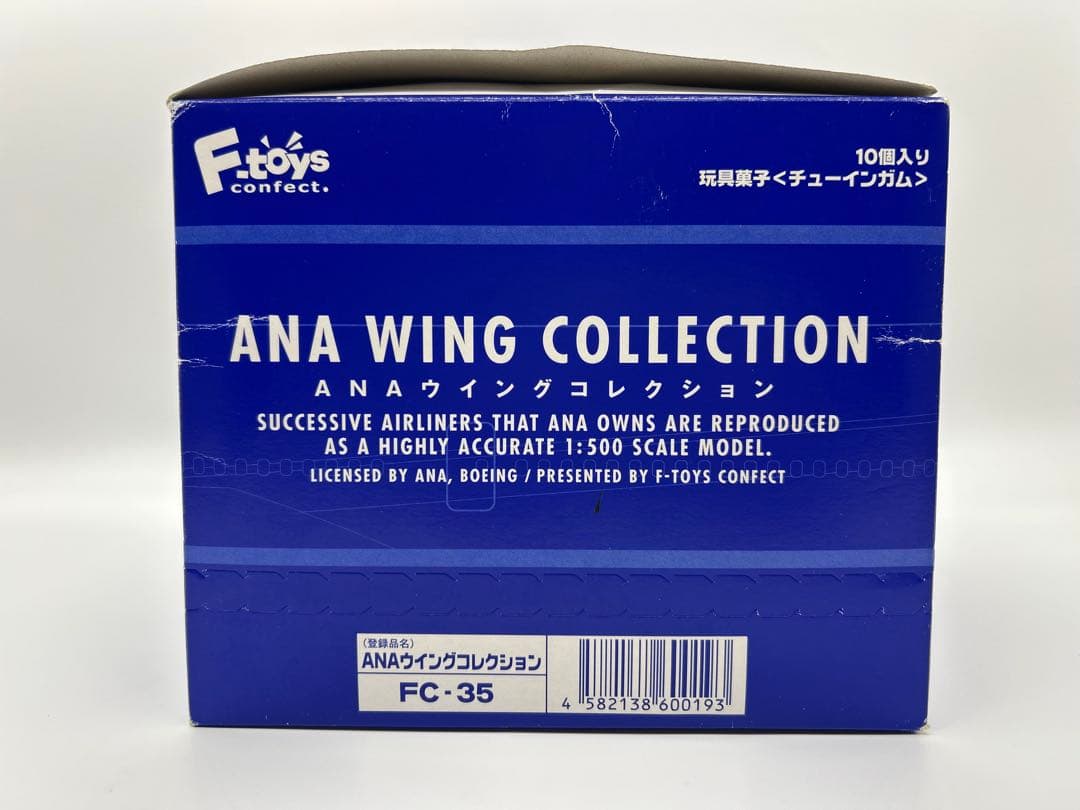 F-toys
confect.
10個入り
玩具菓子<チューインガム>
ANA WING COLLECTION
ANAウイングコレクション
SUCCESSIVE AIRLINERS THAT ANA OWNS ARE REPRODUCED
AS A HIGHLY ACCURATE 1:500 SCALE MODEL.
LICENSED BY ANA, BOEING / PRESENTED BY F-TOYS CONFECT
(登録品名)
ANAウイングコレクション
FC-35
4 582138 600193